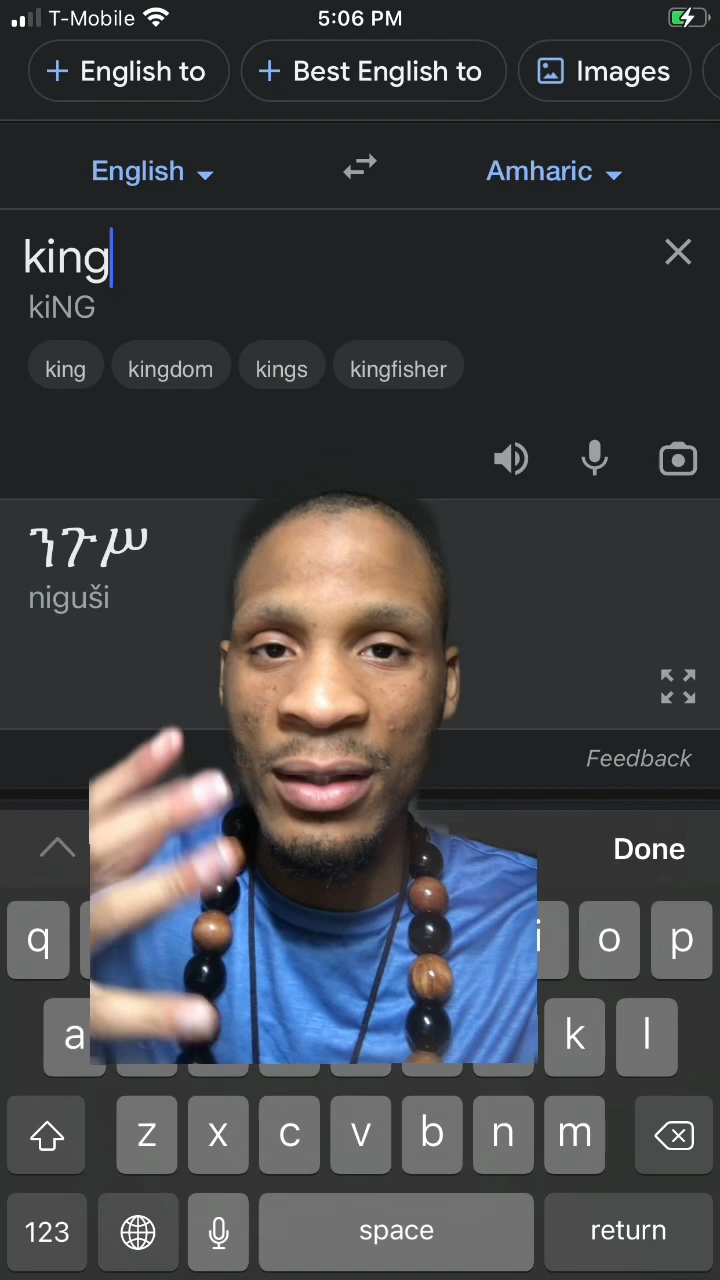 T-Mobile 5:06 PM
+ English to + Best English to Images
English Amharic
king
kiNG
king kingdom kings kingfisher
ንጉሥ
niguši
Feedback
Done
q i o p
a k l
z x c v b n m
123 space return